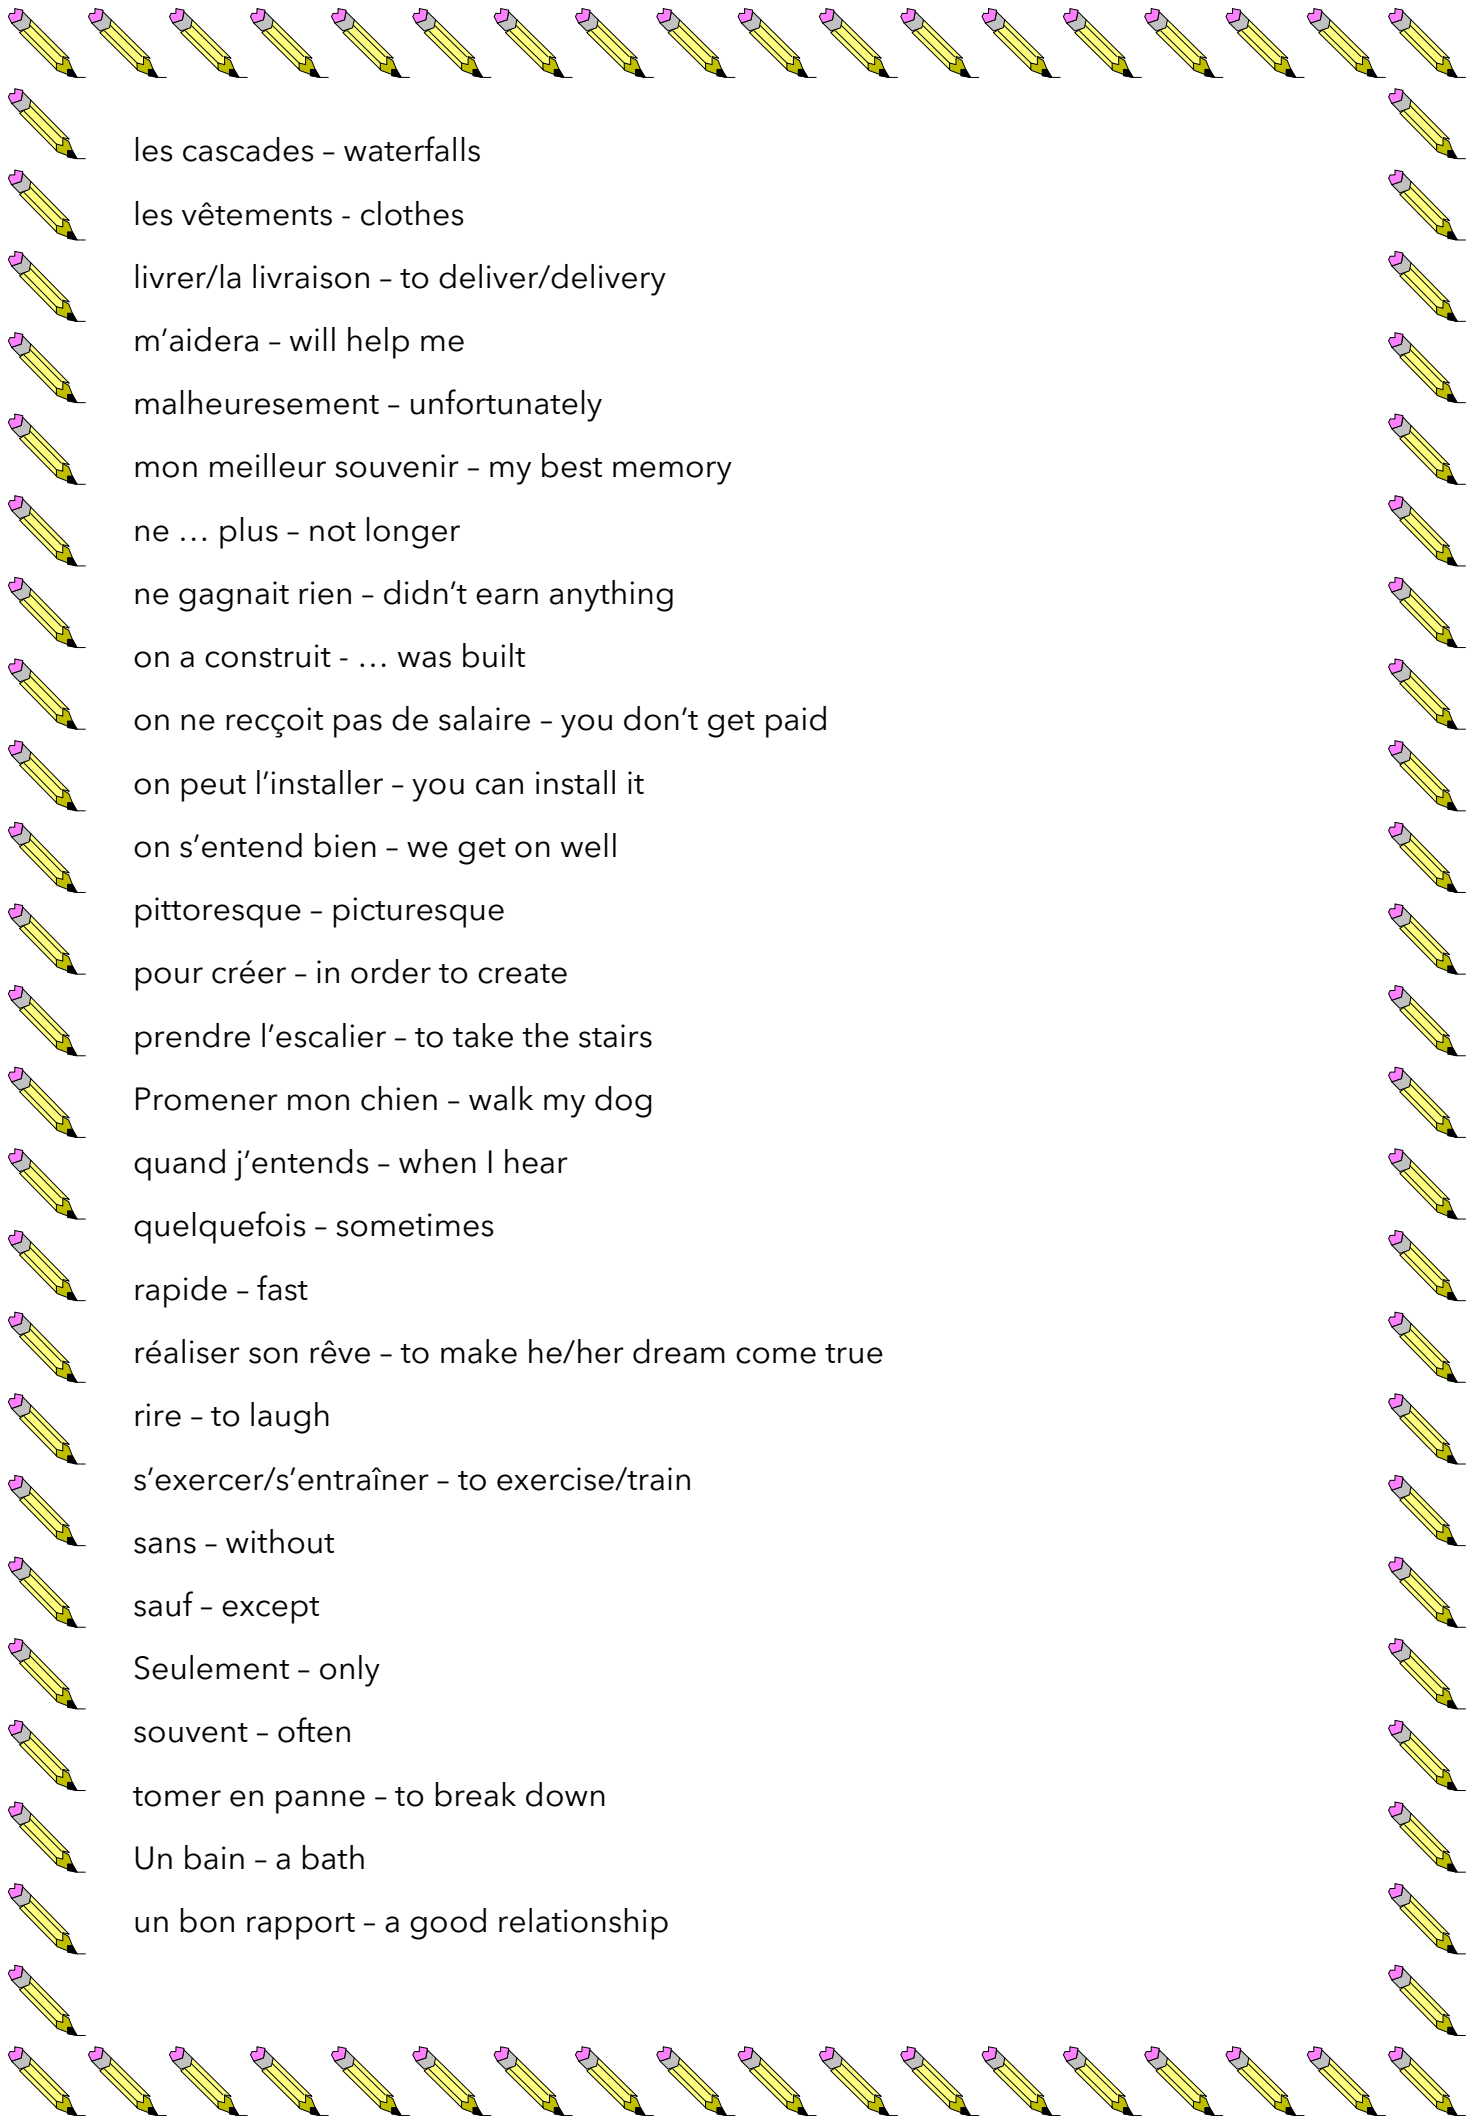 les cascades – waterfalls
les vêtements - clothes
livrer/la livraison – to deliver/delivery
m’aidera – will help me
malheuresement – unfortunately
mon meilleur souvenir – my best memory
ne … plus – not longer
ne gagnait rien – didn’t earn anything
on a construit - … was built
on ne recçoit pas de salaire – you don’t get paid
on peut l’installer – you can install it
on s’entend bien – we get on well
pittoresque – picturesque
pour créer – in order to create
prendre l’escalier – to take the stairs
Promener mon chien – walk my dog
quand j’entends – when I hear
quelquefois – sometimes
rapide – fast
réaliser son rêve – to make he/her dream come true
rire – to laugh
s’exercer/s’entraîner – to exercise/train
sans – without
sauf – except
Seulement – only
souvent – often
tomer en panne – to break down
Un bain – a bath
un bon rapport – a good relationship